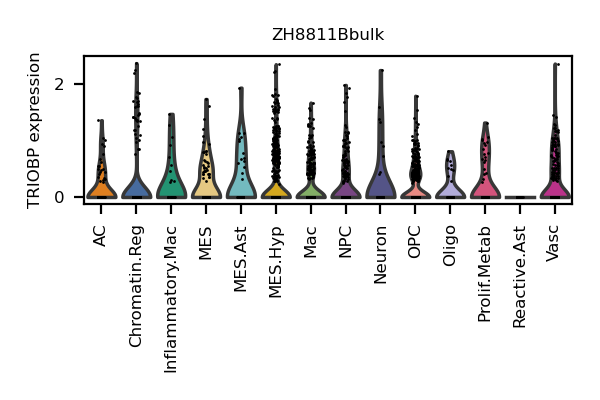 ZH8811Bbulk
TRIOBP expression
2
0
AC
Chromatin.Reg
Inflammatory.Mac
MES
MES.Ast
MES.Hyp
Mac
NPC
Neuron
OPC
Oligo
Prolif.Metab
Reactive.Ast
Vasc